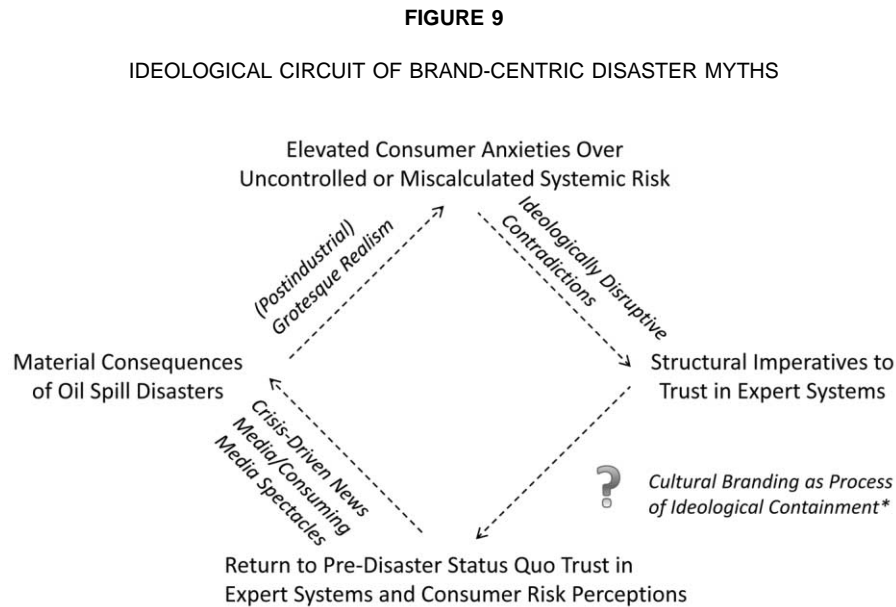 FIGURE 9
IDEOLOGICAL CIRCUIT OF BRAND-CENTRIC DISASTER MYTHS
Elevated Consumer Anxieties Over
Uncontrolled or Miscalculated Systemic Risk
(Postindustrial)
Grotesque Realism
Ideologically Disruptive
Contradictions
Material Consequences
of Oil Spill Disasters
Structural Imperatives to
Trust in Expert Systems
Crisis-Driven News
Media/Consuming
Media Spectacles
?
Cultural Branding as Process
of Ideological Containment*
Return to Pre-Disaster Status Quo Trust in
Expert Systems and Consumer Risk Perceptions